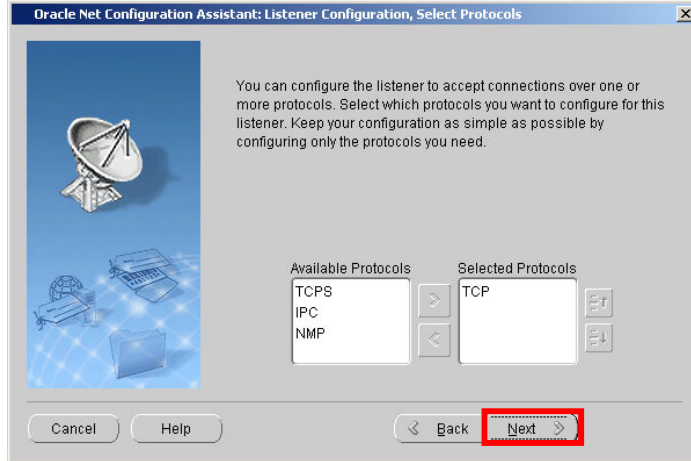 Oracle Net Configuration Assistant: Listener Configuration, Select Protocols
You can configure the listener to accept connections over one or
more protocols. Select which protocols you want to configure for this
listener. Keep your configuration as simple as possible by
configuring only the protocols you need.
Available Protocols
TCPS
IPC
NMP
Selected Protocols
TCP
Cancel
Help
Back
Next